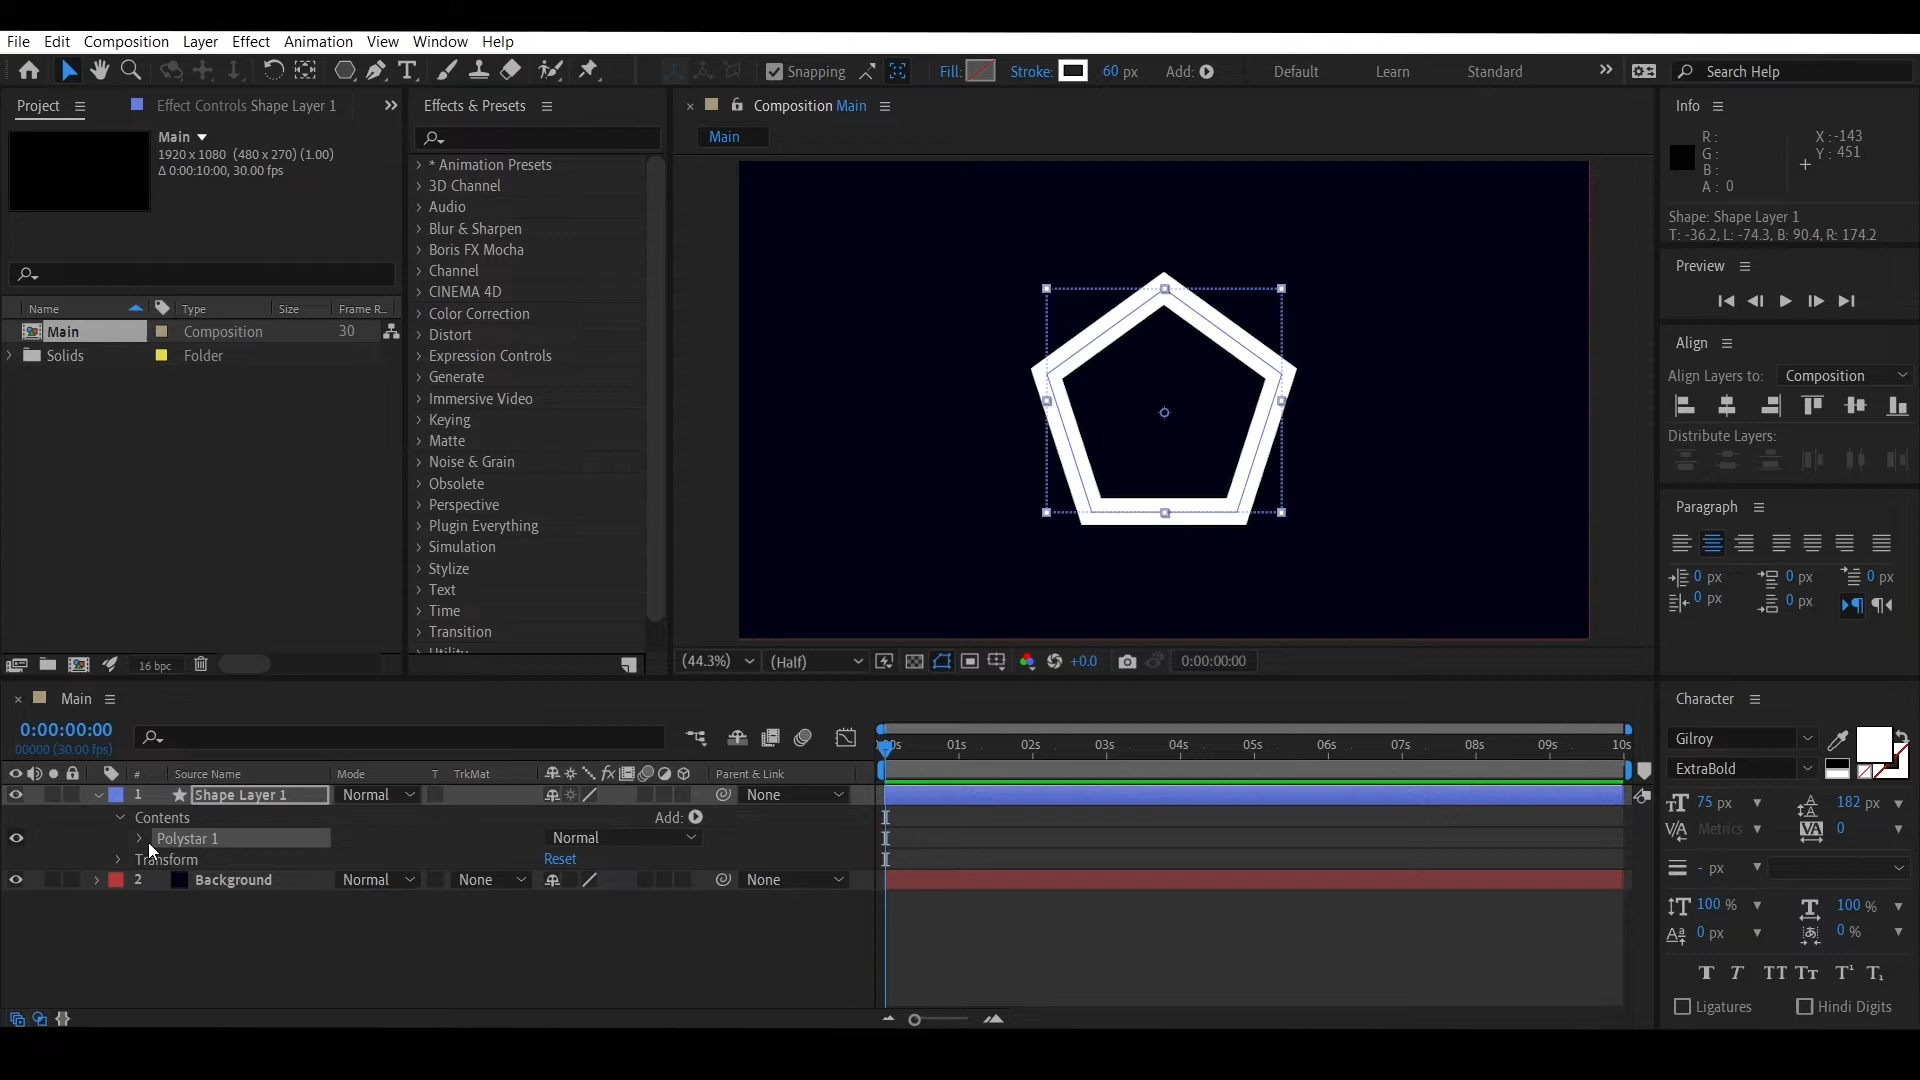 File Edit Composition Layer Effect Animation View Window Help
Snapping Fill: Stroke: 60 px Add: Default Learn Standard Search Help
Project Effect Controls Shape Layer 1
Main
1920 x 1080 (480 x 270) (1.00)
Δ 0:00:10:00, 30.00 fps
Name Type Size Frame R...
Main Composition 30
Solids Folder
16 bpc
Effects & Presets
* Animation Presets
3D Channel
Audio
Blur & Sharpen
Boris FX Mocha
Channel
CINEMA 4D
Color Correction
Distort
Expression Controls
Generate
Immersive Video
Keying
Matte
Noise & Grain
Obsolete
Perspective
Plugin Everything
Simulation
Stylize
Text
Time
Transition
Utility
Composition Main
Main
(44.3%) (Half) +0.0 0:00:00:00
Info
R: X: -143
G: Y: 451
B:
A: 0
Shape: Shape Layer 1
T: -36.2, L: -74.3, B: 90.4, R: 174.2
Preview
Align
Align Layers to: Composition
Distribute Layers:
Paragraph
0 px 0 px 0 px
0 px 0 px
Main
0:00:00:00
00000 (30.00 fps)
# Source Name Mode T TrkMat Parent & Link
1 Shape Layer 1 Normal None
Contents Add:
Polystar 1 Normal
Transform Reset
2 Background Normal None None
01s 02s 03s 04s 05s 06s 07s 08s 09s 10s
Character
Gilroy
ExtraBold
75 px 182 px
Metrics 0
- px
100 % 100 %
0 px 0 %
T T TT Tt T¹ T₁
Ligatures Hindi Digits